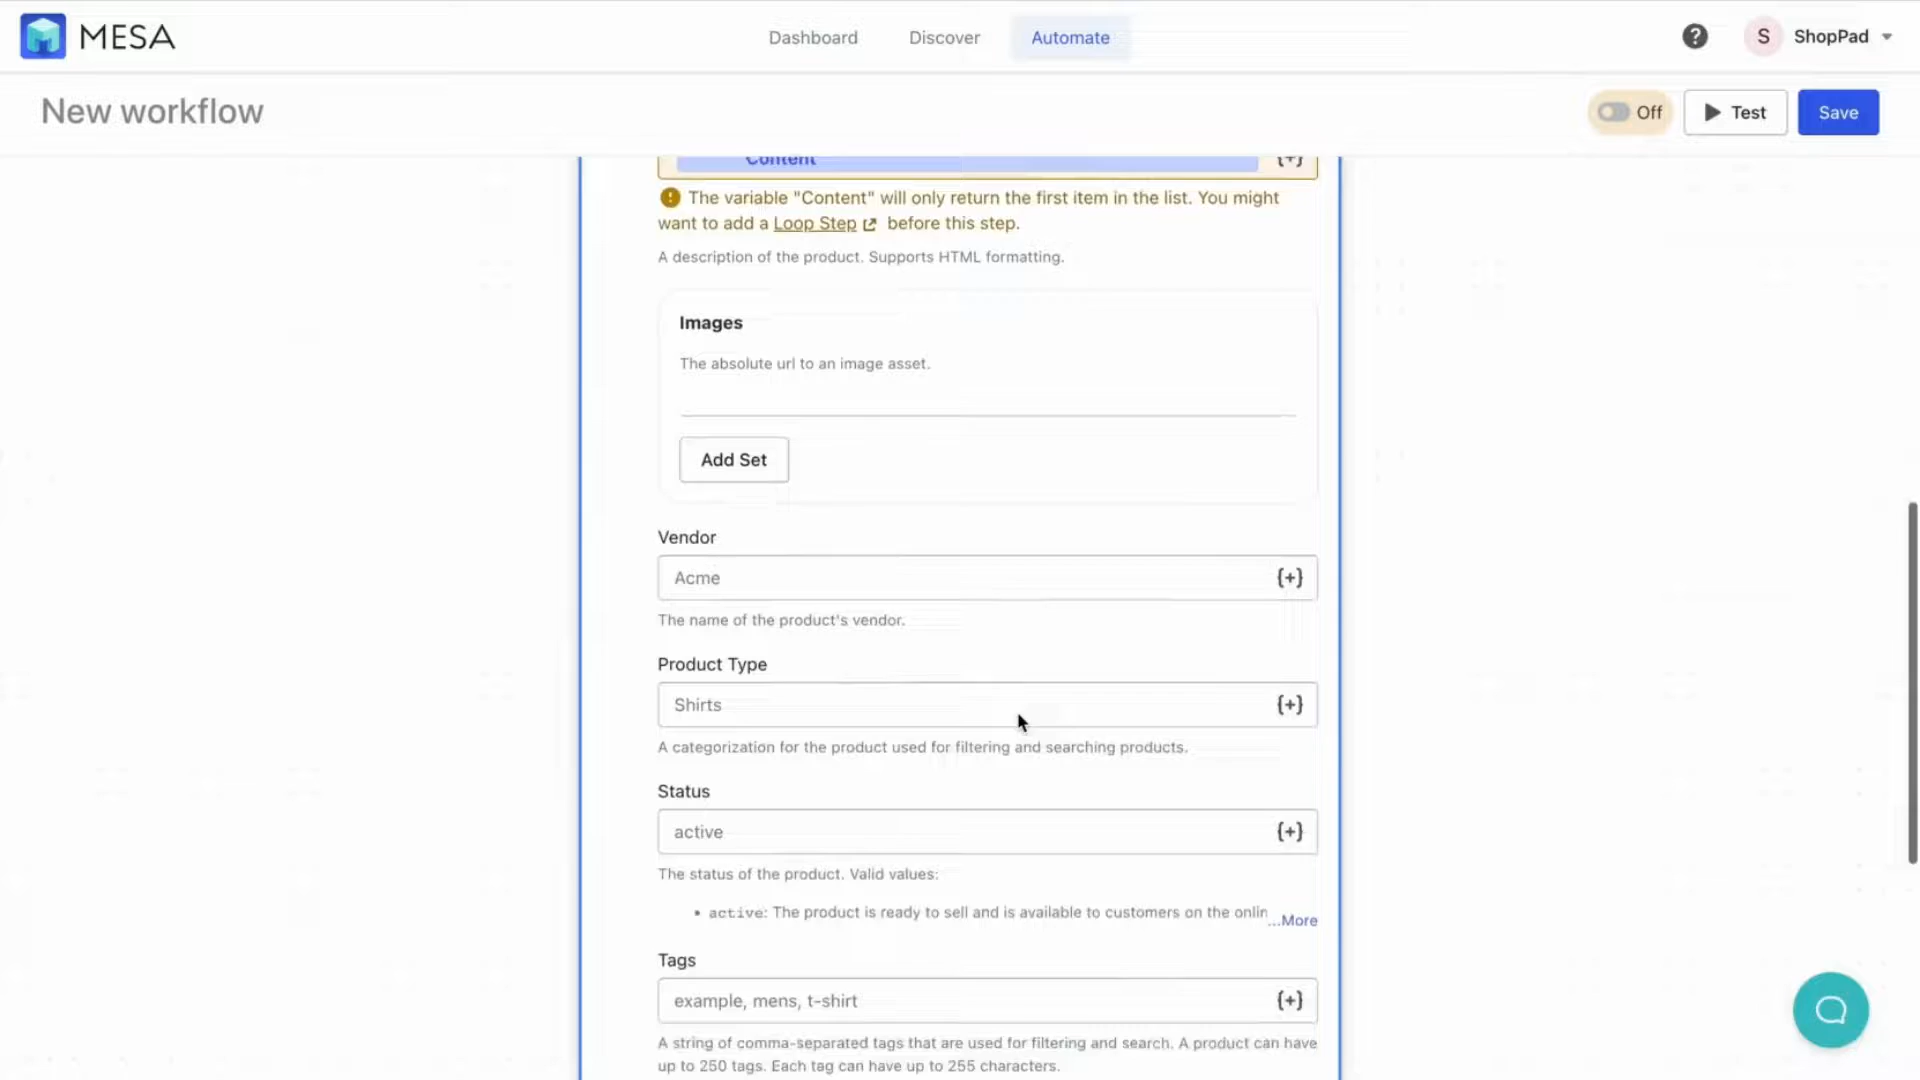 MESA
Dashboard
Discover
Automate
?
S
ShopPad
New workflow
Off
Test
Save
Content
{+}
The variable "Content" will only return the first item in the list. You might
want to add a Loop Step before this step.
A description of the product. Supports HTML formatting.
Images
The absolute url to an image asset.
Add Set
Vendor
Acme
{+}
The name of the product's vendor.
Product Type
Shirts
{+}
A categorization for the product used for filtering and searching products.
Status
active
{+}
The status of the product. Valid values:
• active: The product is ready to sell and is available to customers on the onlin
...More
Tags
example, mens, t-shirt
{+}
A string of comma-separated tags that are used for filtering and search. A product can have
up to 250 tags. Each tag can have up to 255 characters.